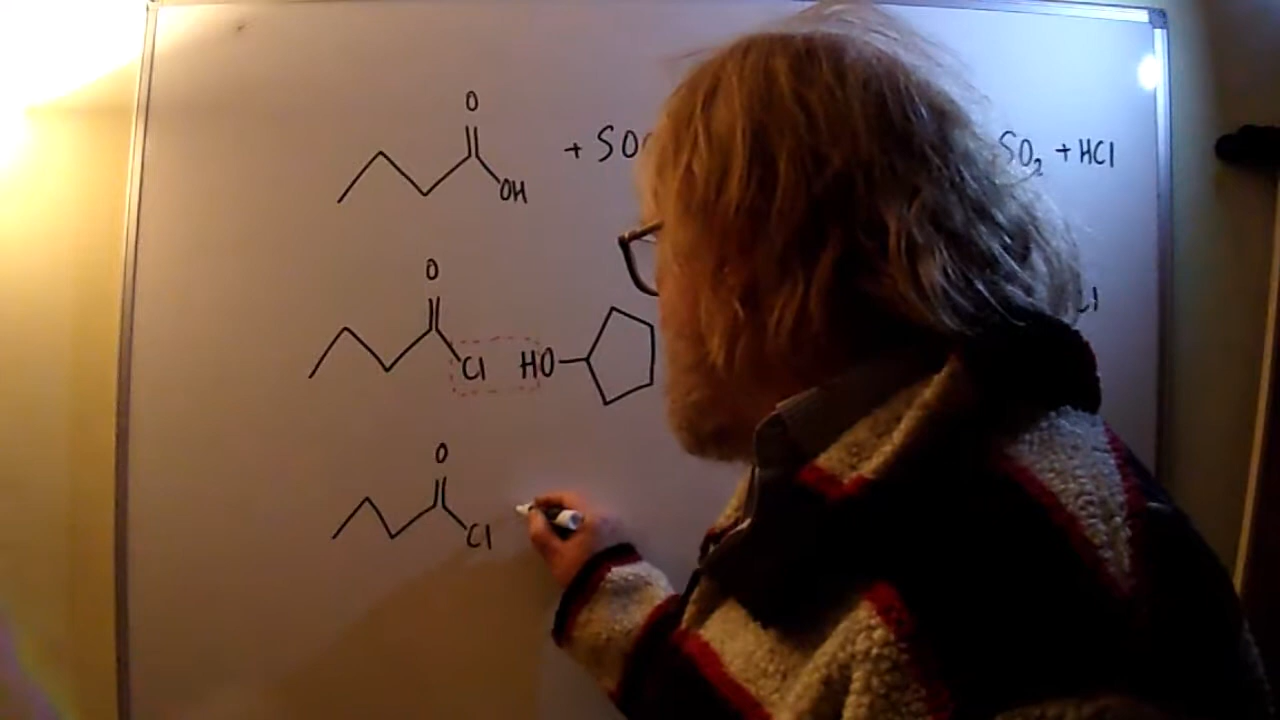 O
+ SO SO₂ + HCl
OH
O
Cl HO
O
Cl